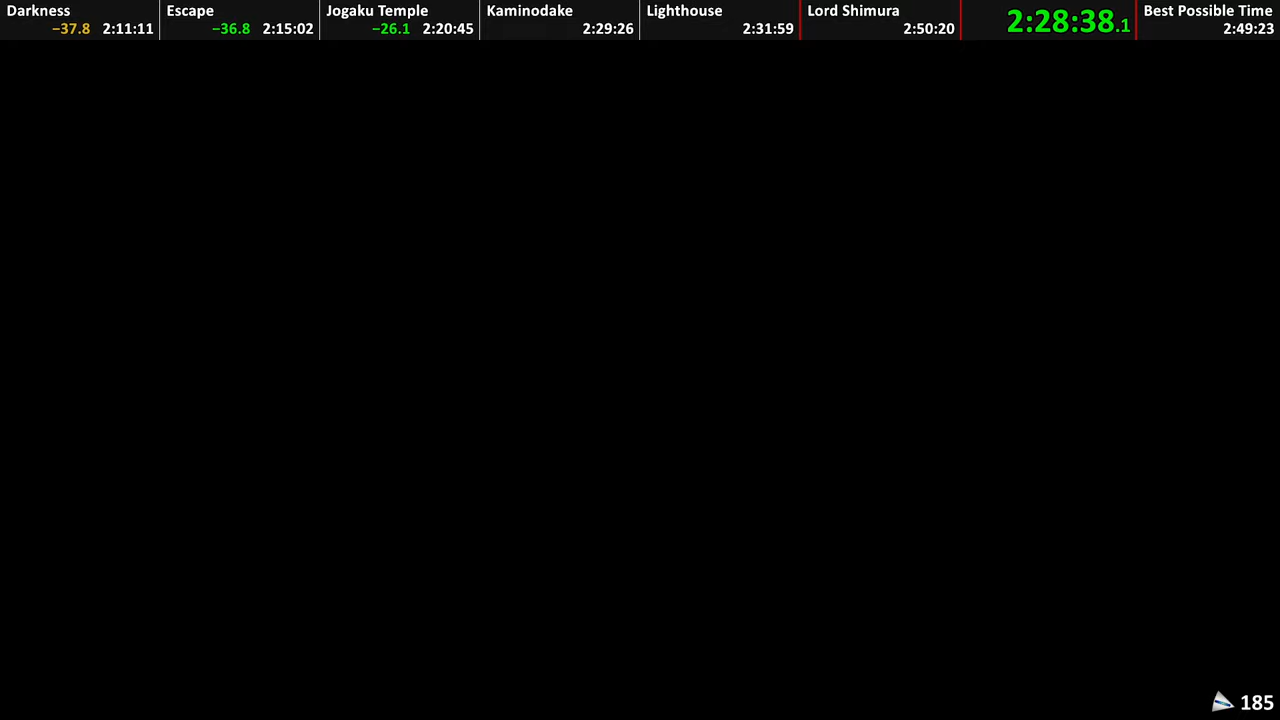 Darkness
−37.8 2:11:11
Escape
−36.8 2:15:02
Jogaku Temple
−26.1 2:20:45
Kaminodake
2:29:26
Lighthouse
2:31:59
Lord Shimura
2:50:20
2:28:38.1
Best Possible Time
2:49:23
185